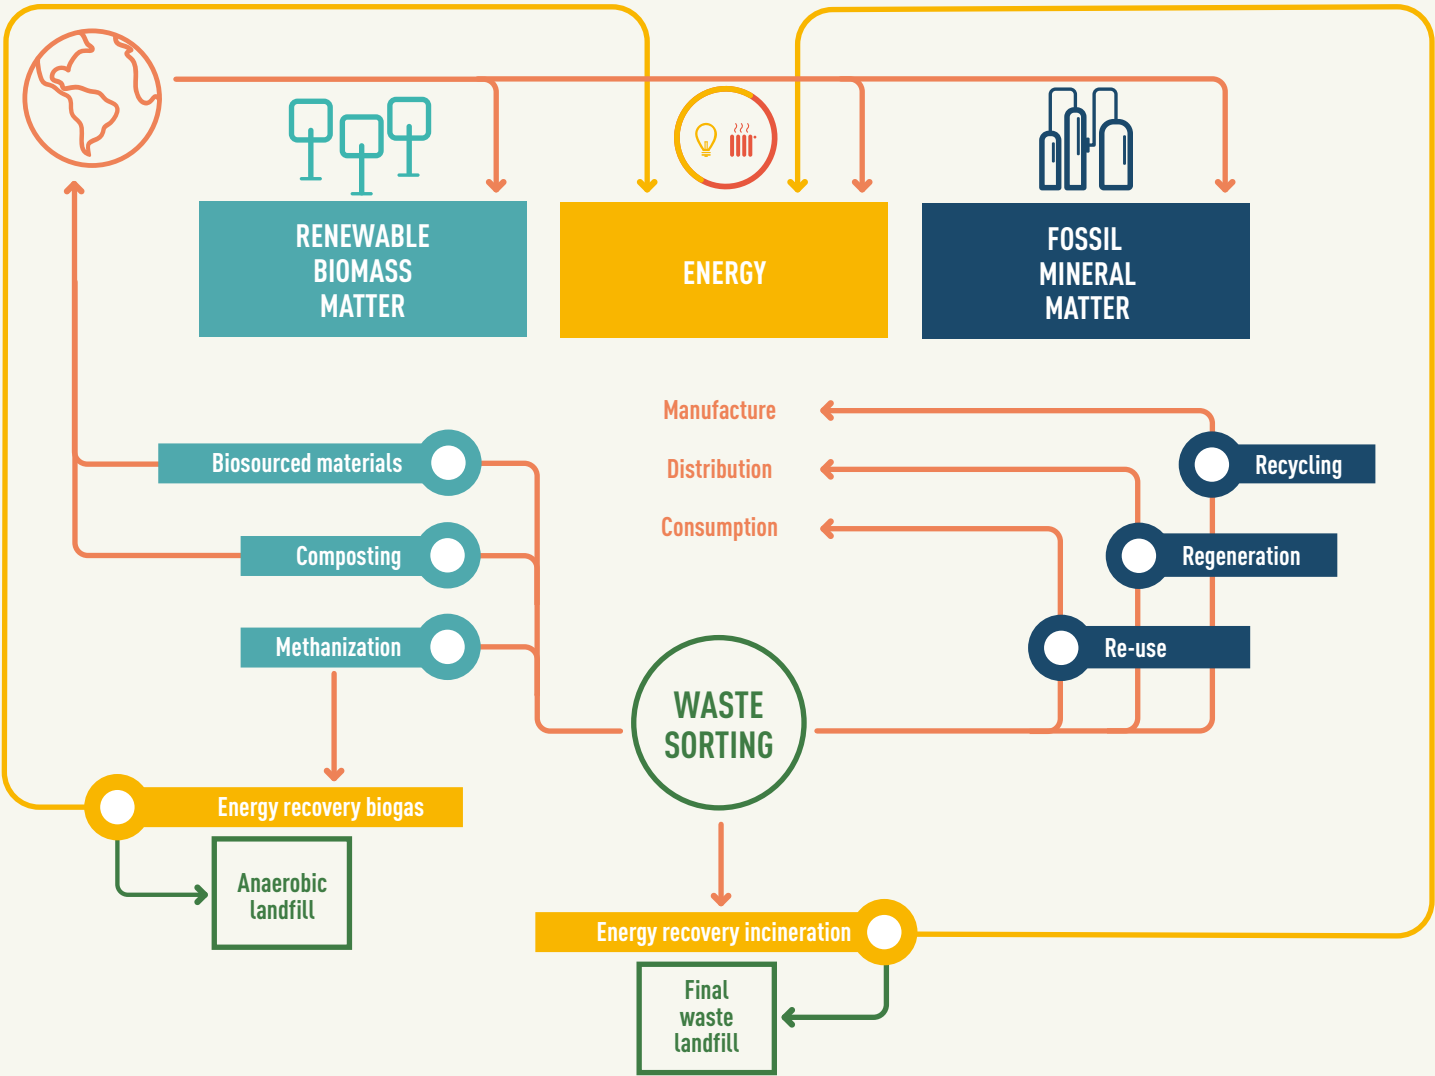 RENEWABLE
BIOMASS
MATTER
ENERGY
FOSSIL
MINERAL
MATTER
Manufacture
Distribution
Consumption
Biosourced materials
Composting
Methanization
Recycling
Regeneration
Re-use
WASTE
SORTING
Energy recovery biogas
Anaerobic
landfill
Energy recovery incineration
Final
waste
landfill